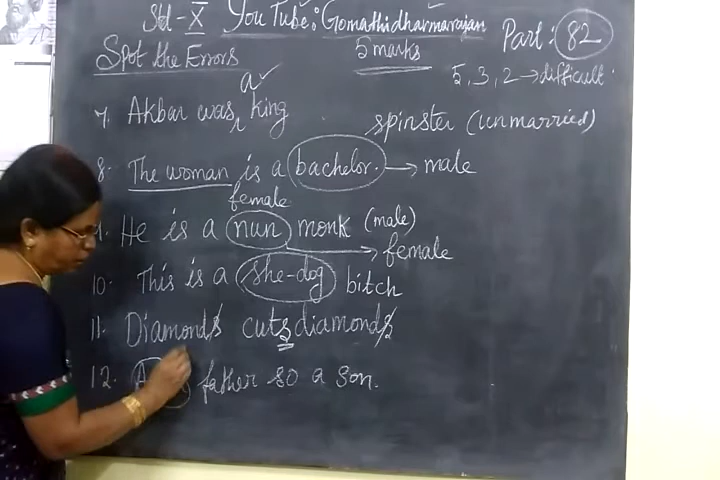 Std - X YouTube: Gomathidharmarajan Part: 82
Spot the Errors 5 marks
5, 3, 2 → difficult
a ✓
7. Akbar was king
spinster (unmarried)
8. The woman is a bachelor. → male
female
He is a nun monk (male)
→ female
10. This is a she-dog bitch
11. Diamonds cuts diamonds
12. father so a son.